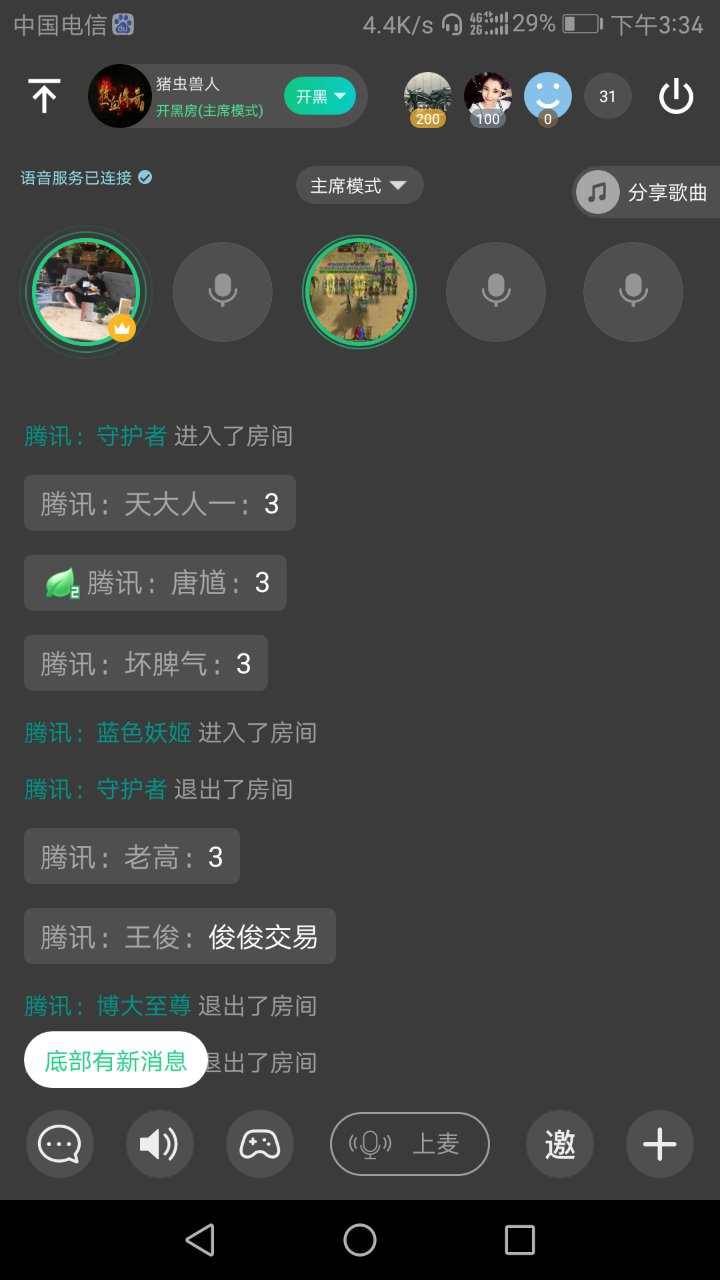 中国电信 4.4K/s 4G 2G 29% 下午3:34
猪虫兽人
开黑房(主席模式)
开黑
200
100
0
31
语音服务已连接
主席模式
分享歌曲
腾讯：守护者 进入了房间
腾讯：天大人一：3
2 腾讯：唐馗：3
腾讯：坏脾气：3
腾讯：蓝色妖姬 进入了房间
腾讯：守护者 退出了房间
腾讯：老高：3
腾讯：王俊：俊俊交易
腾讯：博大至尊 退出了房间
底部有新消息
退出了房间
上麦
邀